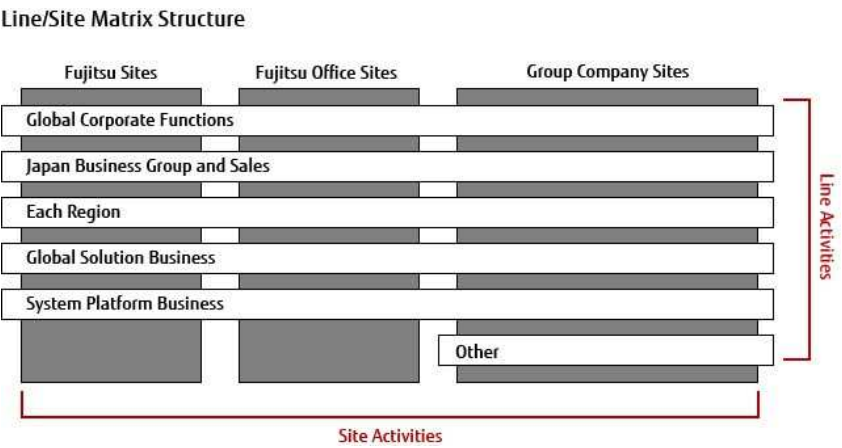 Line/Site Matrix Structure
Fujitsu Sites
Fujitsu Office Sites
Group Company Sites
Global Corporate Functions
Japan Business Group and Sales
Each Region
Global Solution Business
System Platform Business
Other
Line Activities
Site Activities